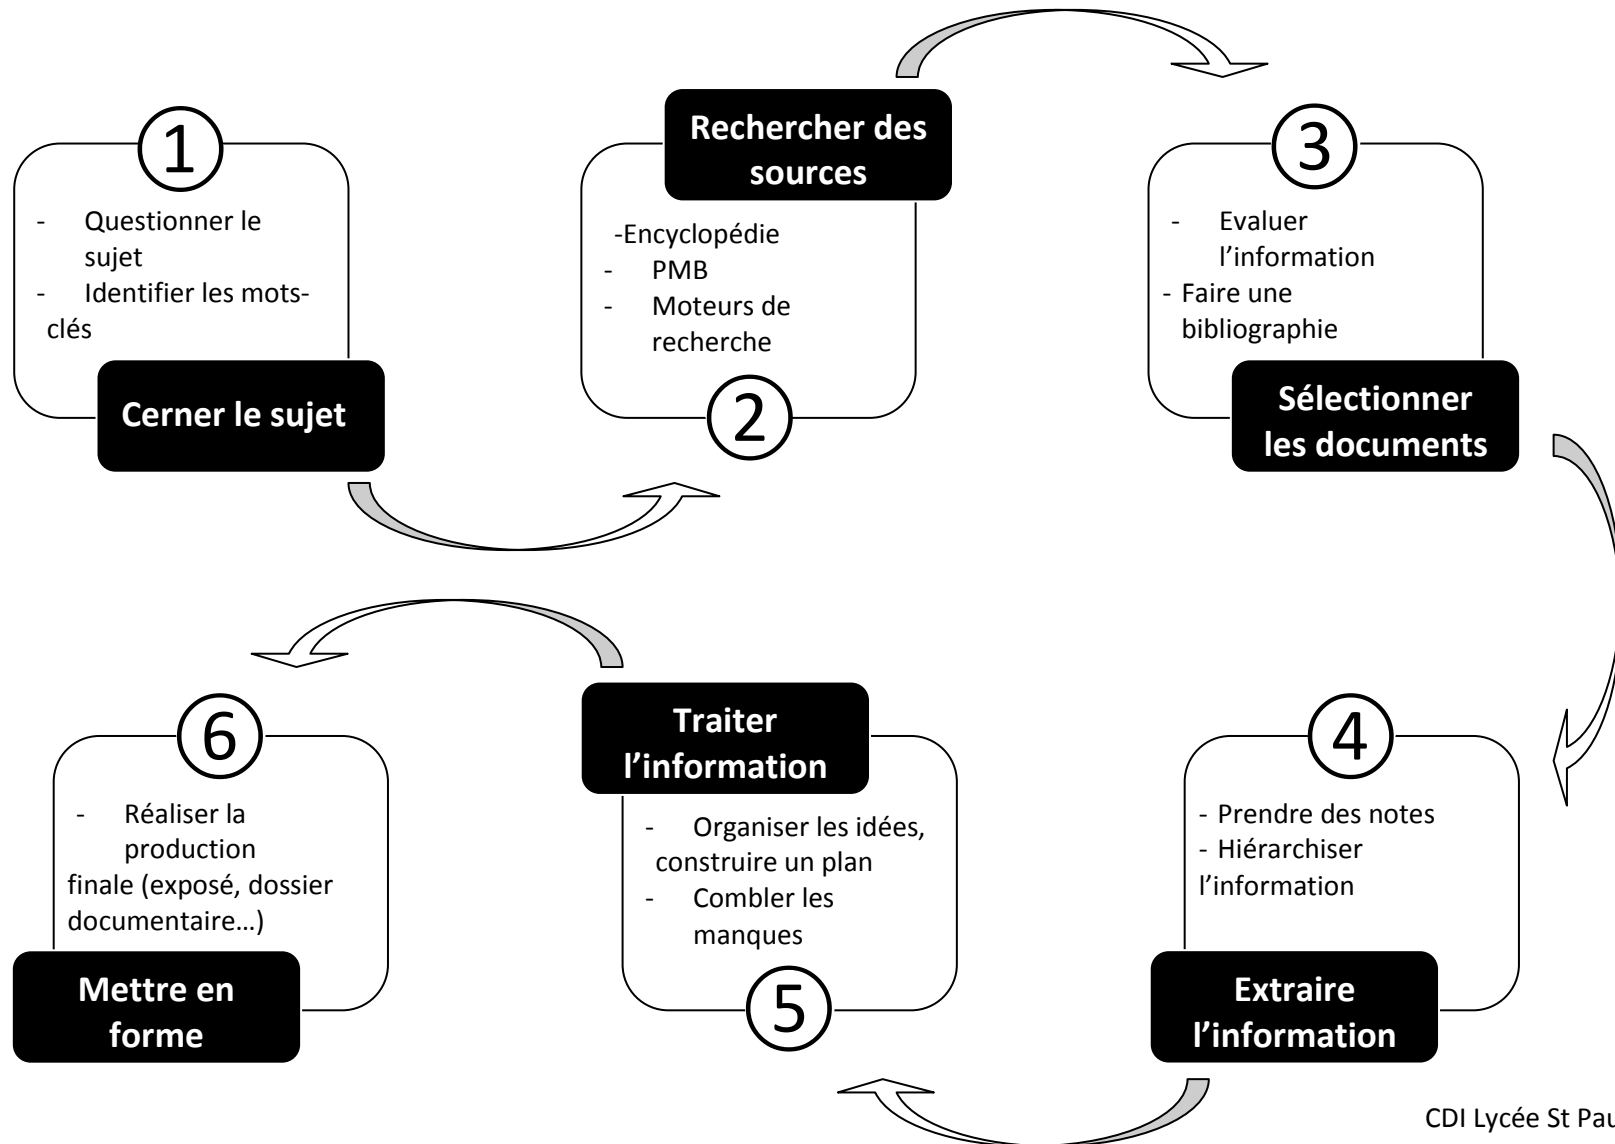 1
- Questionner le
sujet
- Identifier les mots-
clés
Cerner le sujet
Rechercher des
sources
-Encyclopédie
- PMB
- Moteurs de
recherche
2
3
- Evaluer
l’information
- Faire une
bibliographie
Sélectionner
les documents
4
- Prendre des notes
- Hiérarchiser
l’information
Extraire
l’information
Traiter
l’information
- Organiser les idées,
construire un plan
- Combler les
manques
5
6
- Réaliser la
production
finale (exposé, dossier
documentaire…)
Mettre en
forme
CDI Lycée St Pau